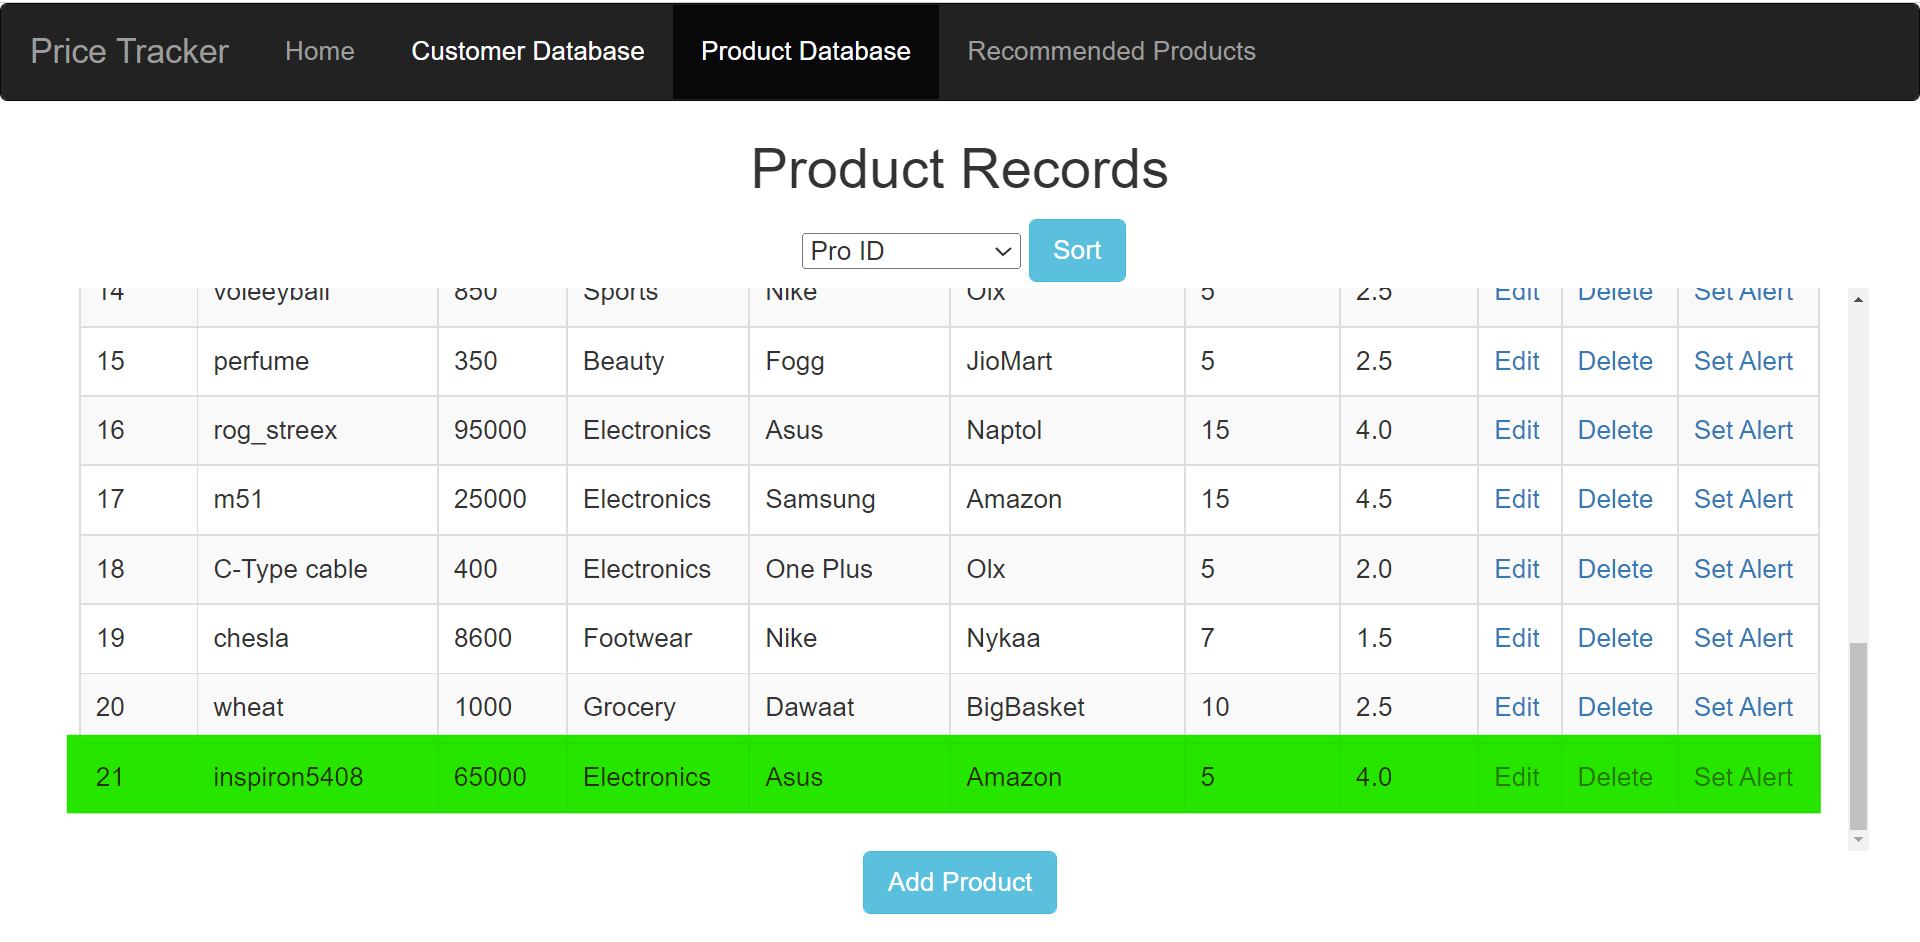 Price Tracker Home Customer Database Product Database Recommended Products
Product Records
Pro ID Sort
14 voleeyball 850 Sports Nike Olx 5 2.5 Edit Delete Set Alert
15 perfume 350 Beauty Fogg JioMart 5 2.5 Edit Delete Set Alert
16 rog_streex 95000 Electronics Asus Naptol 15 4.0 Edit Delete Set Alert
17 m51 25000 Electronics Samsung Amazon 15 4.5 Edit Delete Set Alert
18 C-Type cable 400 Electronics One Plus Olx 5 2.0 Edit Delete Set Alert
19 chesla 8600 Footwear Nike Nykaa 7 1.5 Edit Delete Set Alert
20 wheat 1000 Grocery Dawaat BigBasket 10 2.5 Edit Delete Set Alert
21 inspiron5408 65000 Electronics Asus Amazon 5 4.0 Edit Delete Set Alert
Add Product